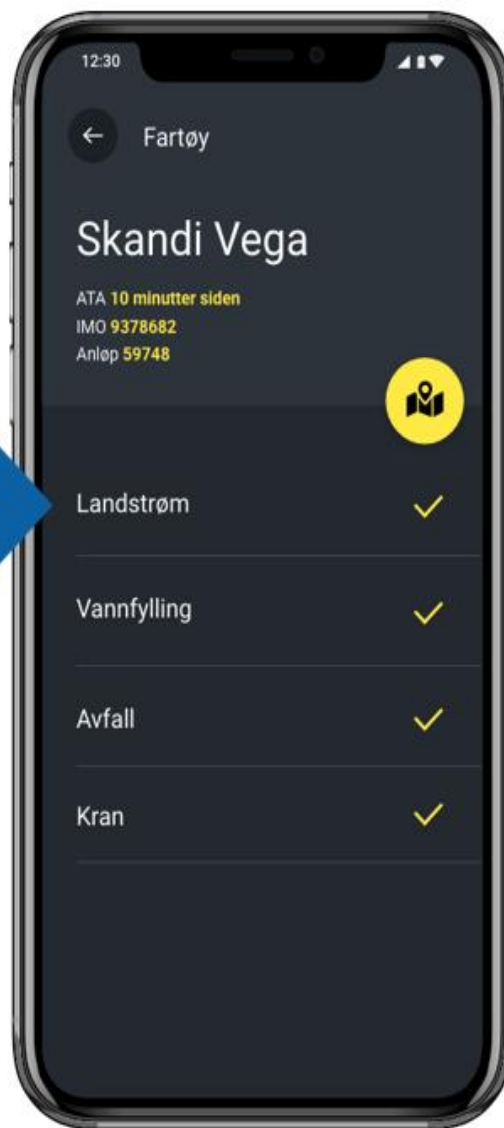 12:30
Fartøy
Skandi Vega
ATA 10 minutter siden
IMO 9378682
Anløp 59748
Landstrøm
Vannfylling
Avfall
Kran